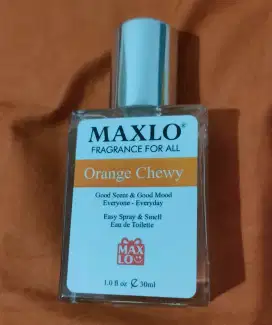 MAXLO®
FRAGRANCE FOR ALL
Orange Chewy
Good Scent & Good Mood
Everyone - Everyday
Easy Spray & Smell
Eau de Toilette
MAX
LO
1.0 fl oz ℮ 30ml